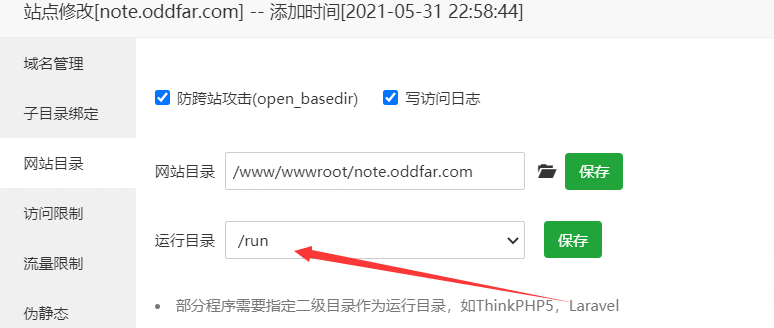 站点修改[note.oddfar.com] -- 添加时间[2021-05-31 22:58:44]
域名管理
防跨站攻击(open_basedir) 写访问日志
子目录绑定
网站目录
网站目录 /www/wwwroot/note.oddfar.com 保存
访问限制
运行目录 /run 保存
流量限制
伪静态
部分程序需要指定二级目录作为运行目录，如ThinkPHP5，Laravel